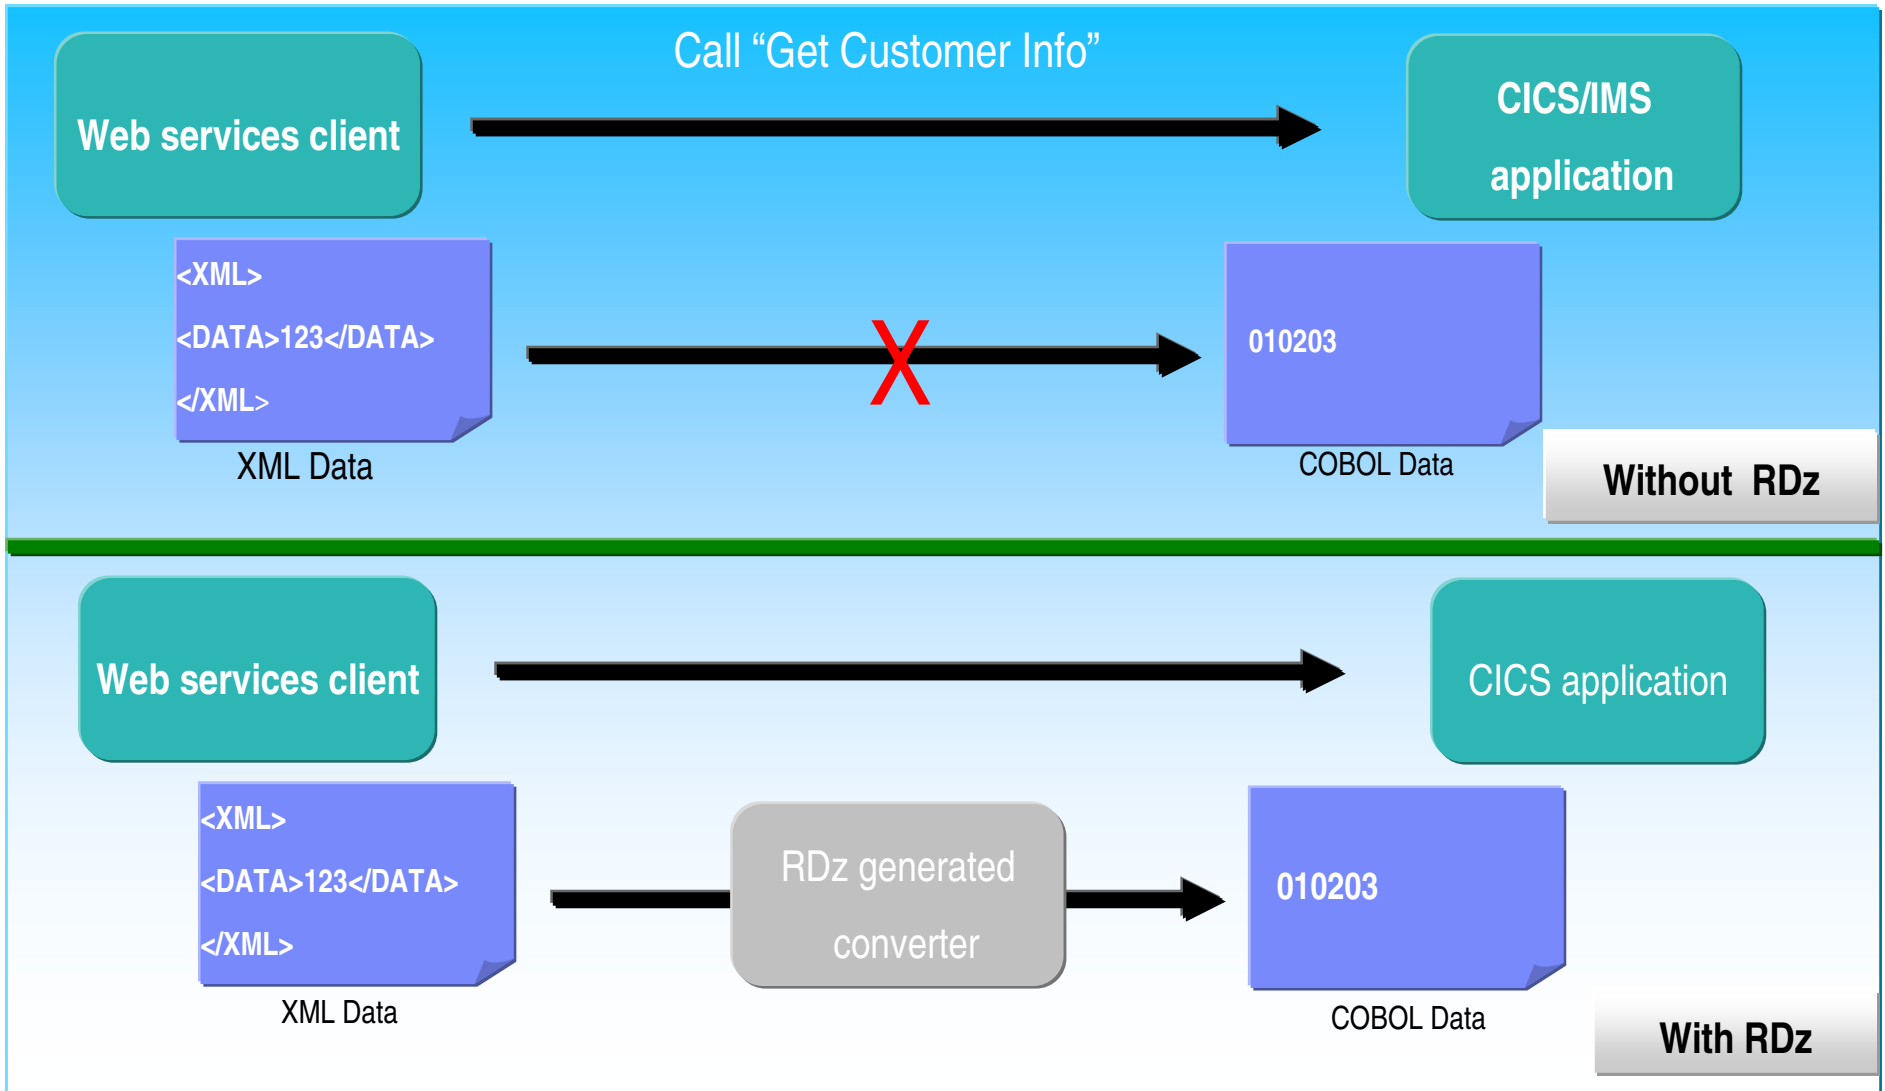 Call “Get Customer Info”
Web services client
CICS/IMS
application
<XML>
<DATA>123</DATA>
</XML>
XML Data
010203
COBOL Data
Without RDz
Web services client
CICS application
<XML>
<DATA>123</DATA>
</XML>
XML Data
RDz generated
converter
010203
COBOL Data
With RDz